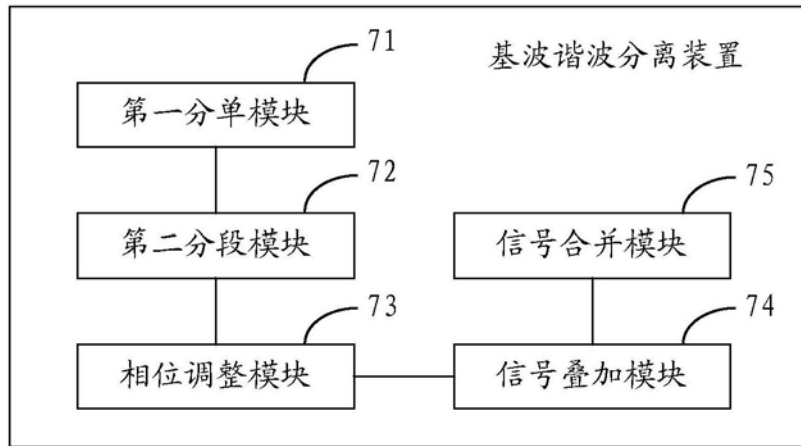 71
基波谐波分离装置
第一分单模块
72
75
第二分段模块
信号合并模块
73
74
相位调整模块
信号叠加模块